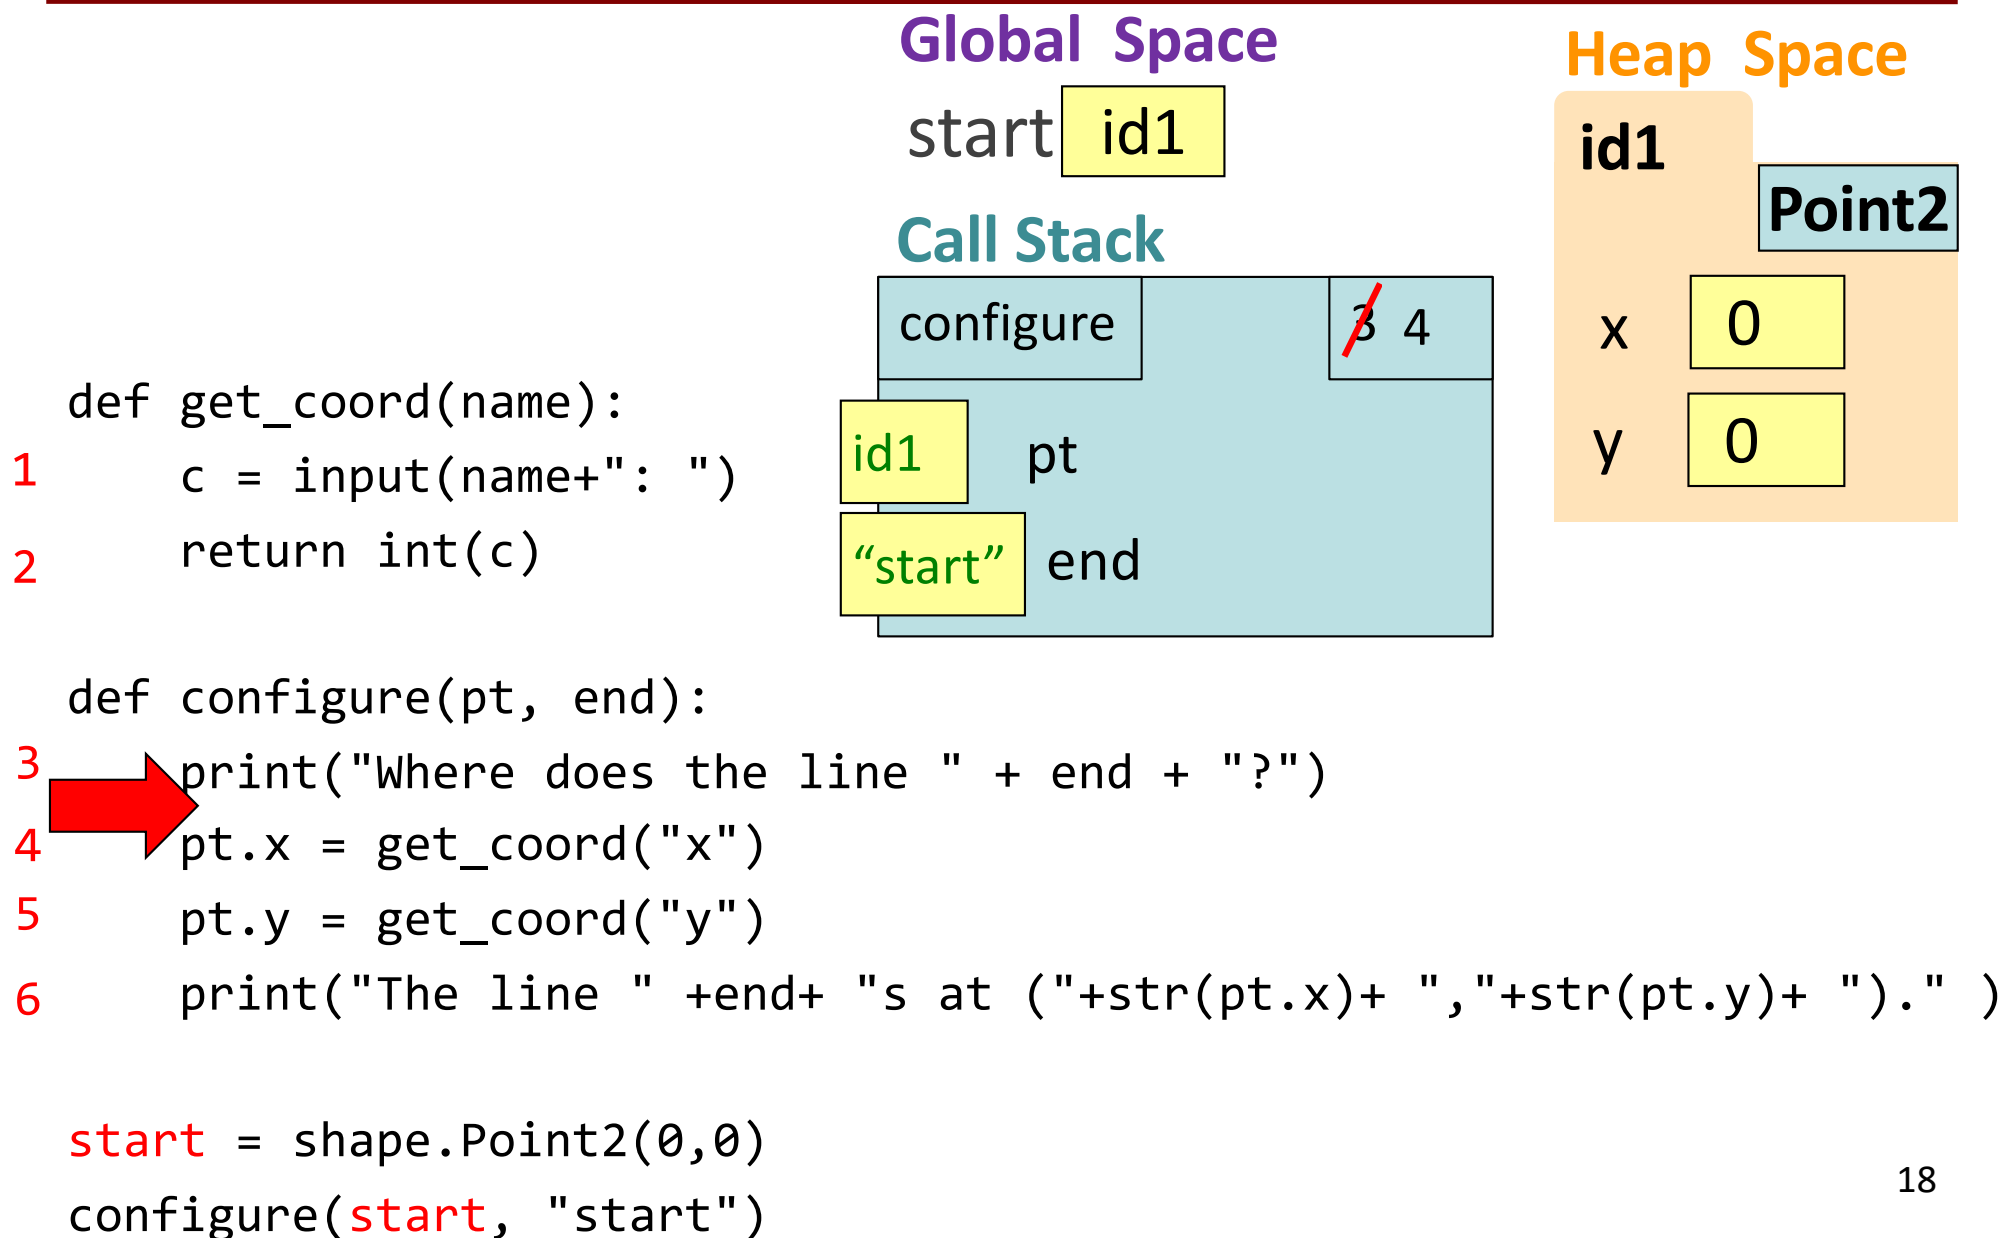 Global Space
start id1
Heap Space
id1
Point2
x 0
y 0
Call Stack
configure 3 4
id1 pt
“start” end
def get_coord(name):
1 c = input(name+": ")
2 return int(c)
def configure(pt, end):
3 print("Where does the line " + end + "?")
4 pt.x = get_coord("x")
5 pt.y = get_coord("y")
6 print("The line " +end+ "s at ("+str(pt.x)+ ","+str(pt.y)+ ")." )
start = shape.Point2(0,0)
configure(start, "start")
18